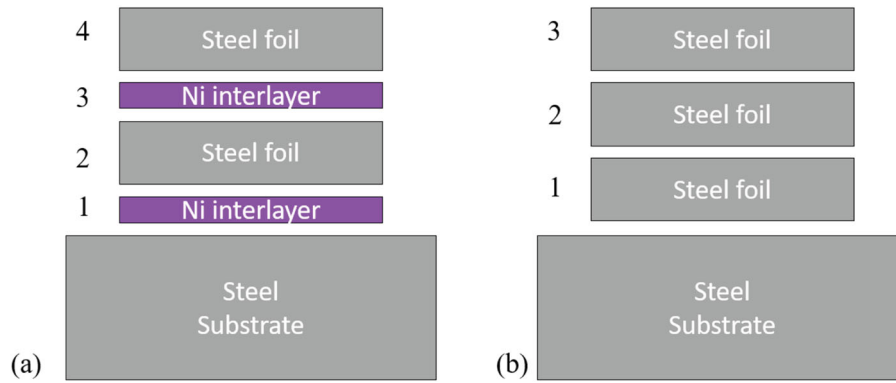 4
Steel foil
3
Ni interlayer
2
Steel foil
1
Ni interlayer
Steel
Substrate
(a)
3
Steel foil
2
Steel foil
1
Steel foil
Steel
Substrate
(b)